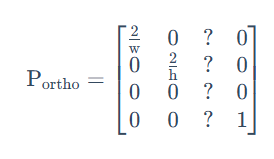 P_ortho = [ 2/w 0 ? 0
0 2/h ? 0
0 0 ? 0
0 0 ? 1 ]